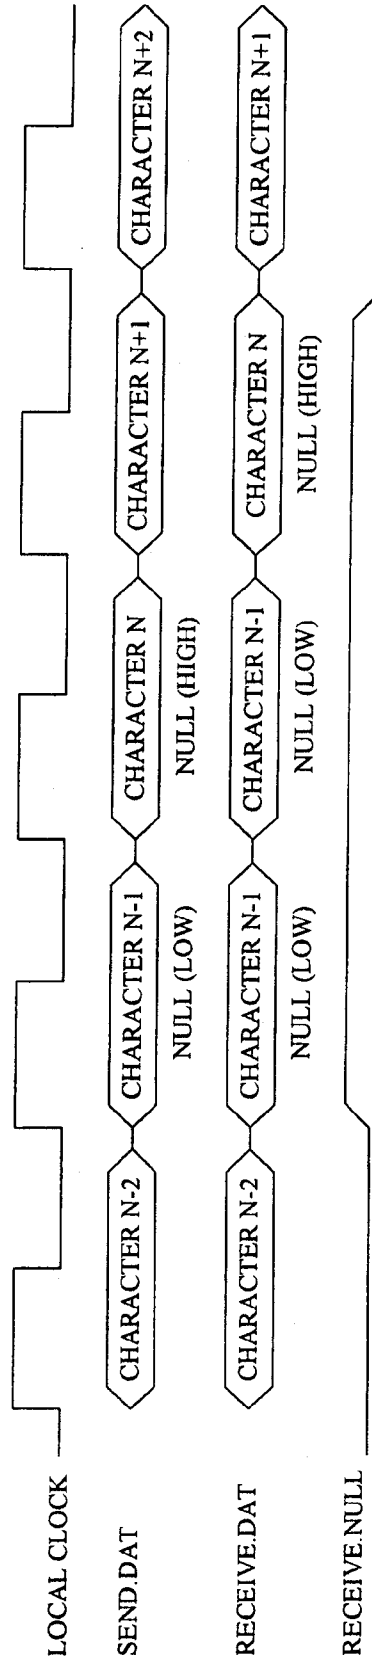 LOCAL CLOCK
SEND.DAT
CHARACTER N-2
CHARACTER N-1
CHARACTER N
CHARACTER N+1
CHARACTER N+2
NULL (LOW)
NULL (HIGH)
RECEIVE.DAT
CHARACTER N-2
CHARACTER N-1
CHARACTER N-1
CHARACTER N
CHARACTER N+1
NULL (LOW)
NULL (LOW)
NULL (HIGH)
RECEIVE.NULL